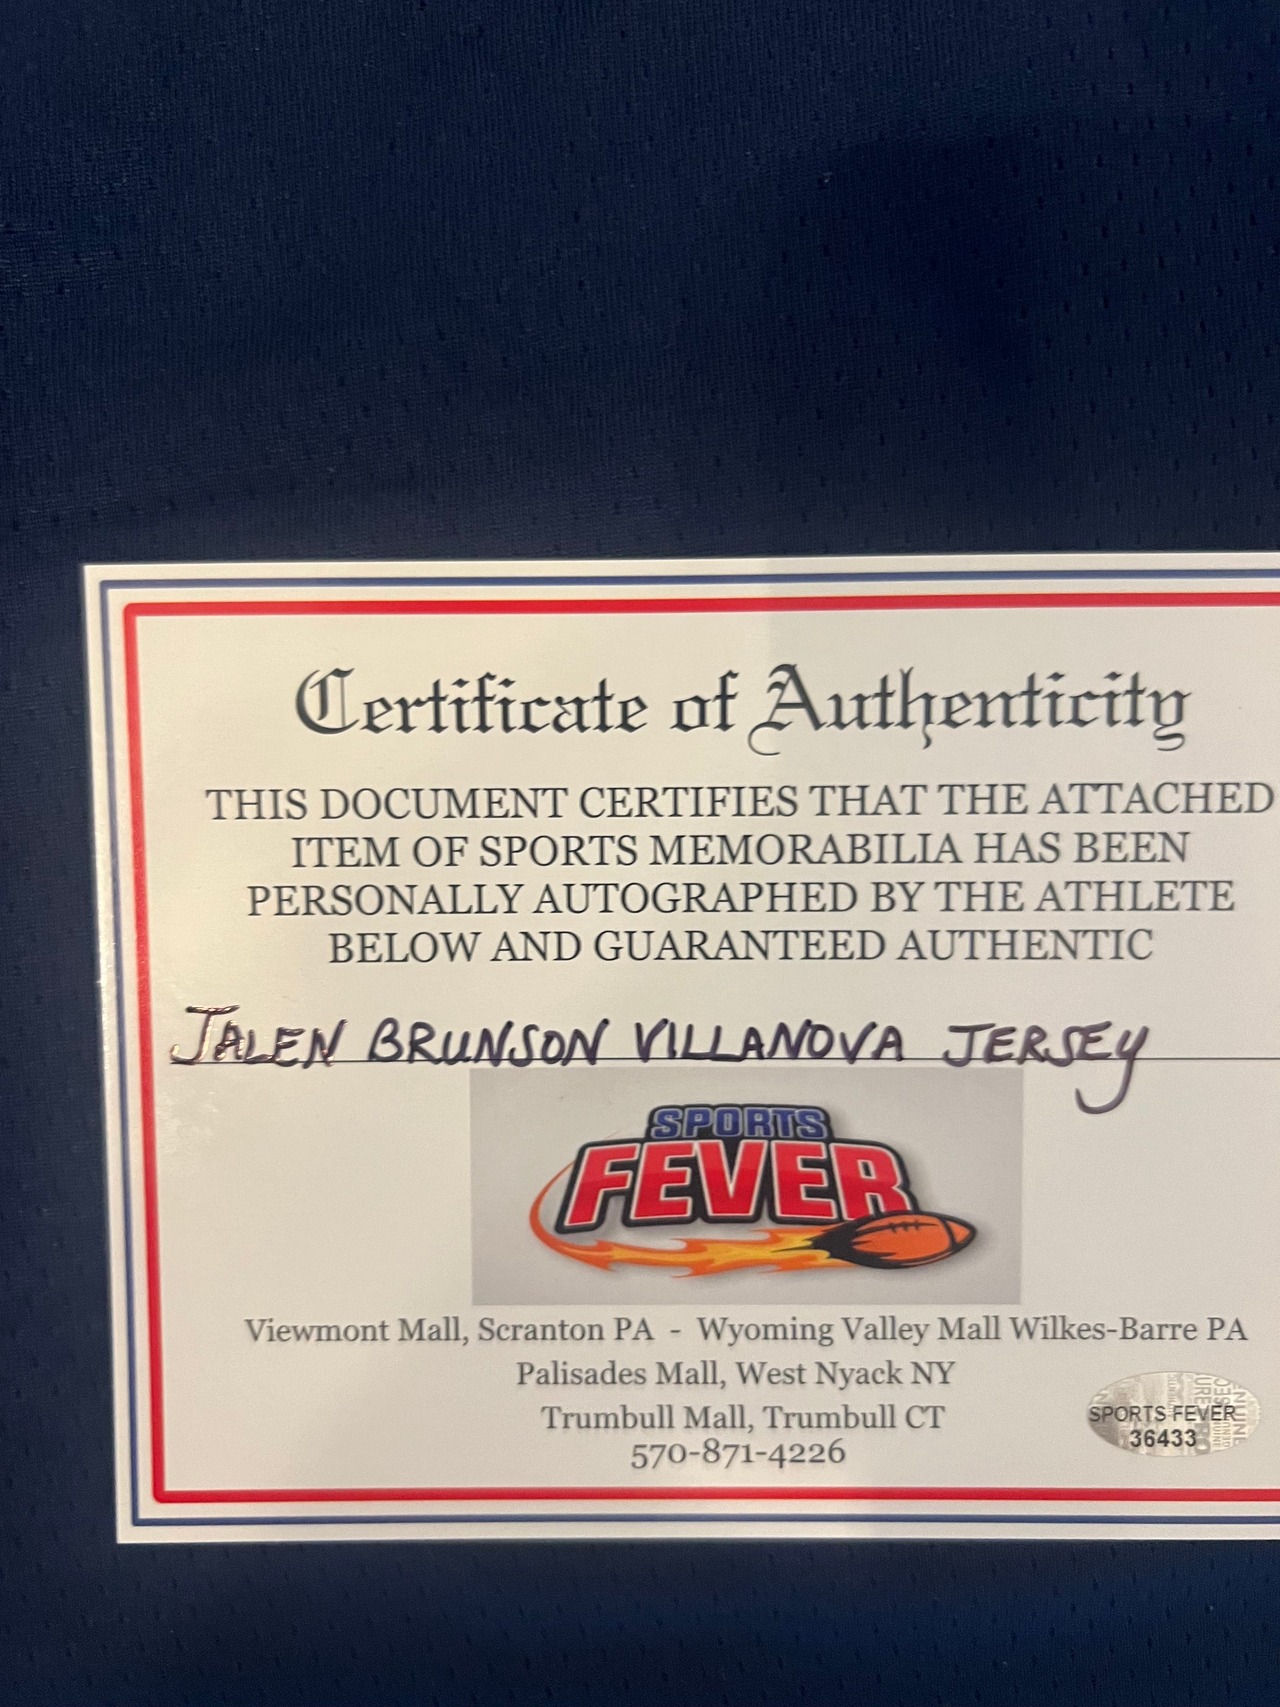 Certificate of Authenticity
THIS DOCUMENT CERTIFIES THAT THE ATTACHED
ITEM OF SPORTS MEMORABILIA HAS BEEN
PERSONALLY AUTOGRAPHED BY THE ATHLETE
BELOW AND GUARANTEED AUTHENTIC
JALEN BRUNSON VILLANOVA JERSEY
SPORTS
FEVER
Viewmont Mall, Scranton PA - Wyoming Valley Mall Wilkes-Barre PA
Palisades Mall, West Nyack NY
Trumbull Mall, Trumbull CT
570-871-4226
SPORTS FEVER
36433